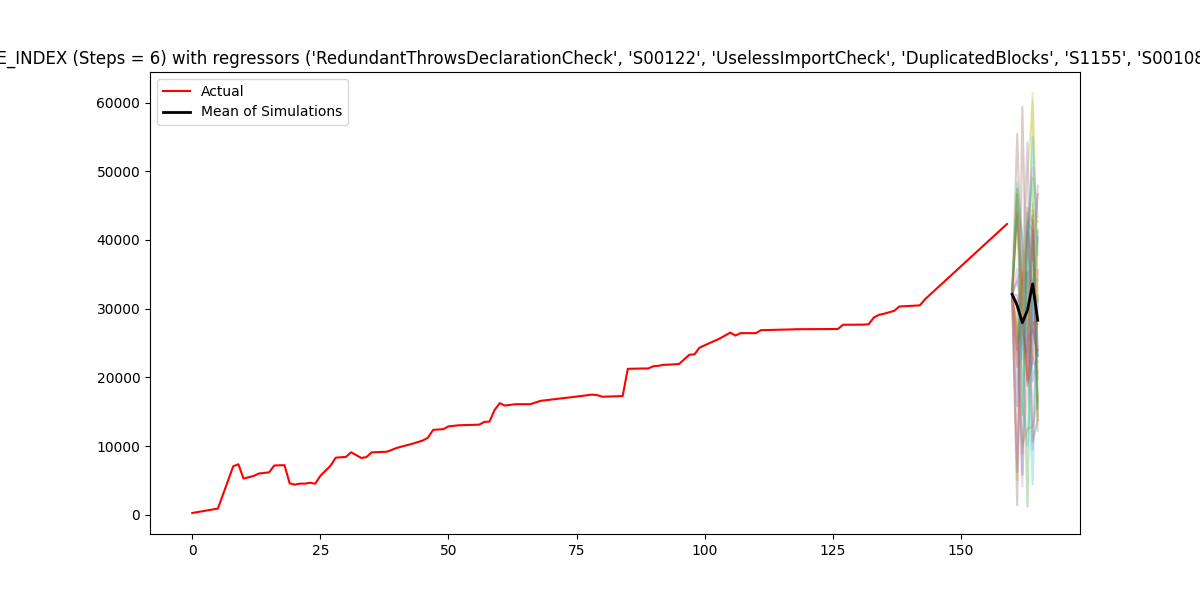 E_INDEX (Steps = 6) with regressors ('RedundantThrowsDeclarationCheck', 'S00122', 'UselessImportCheck', 'DuplicatedBlocks', 'S1155', 'S00108
Actual
Mean of Simulations
60000
50000
40000
30000
20000
10000
0
0 25 50 75 100 125 150